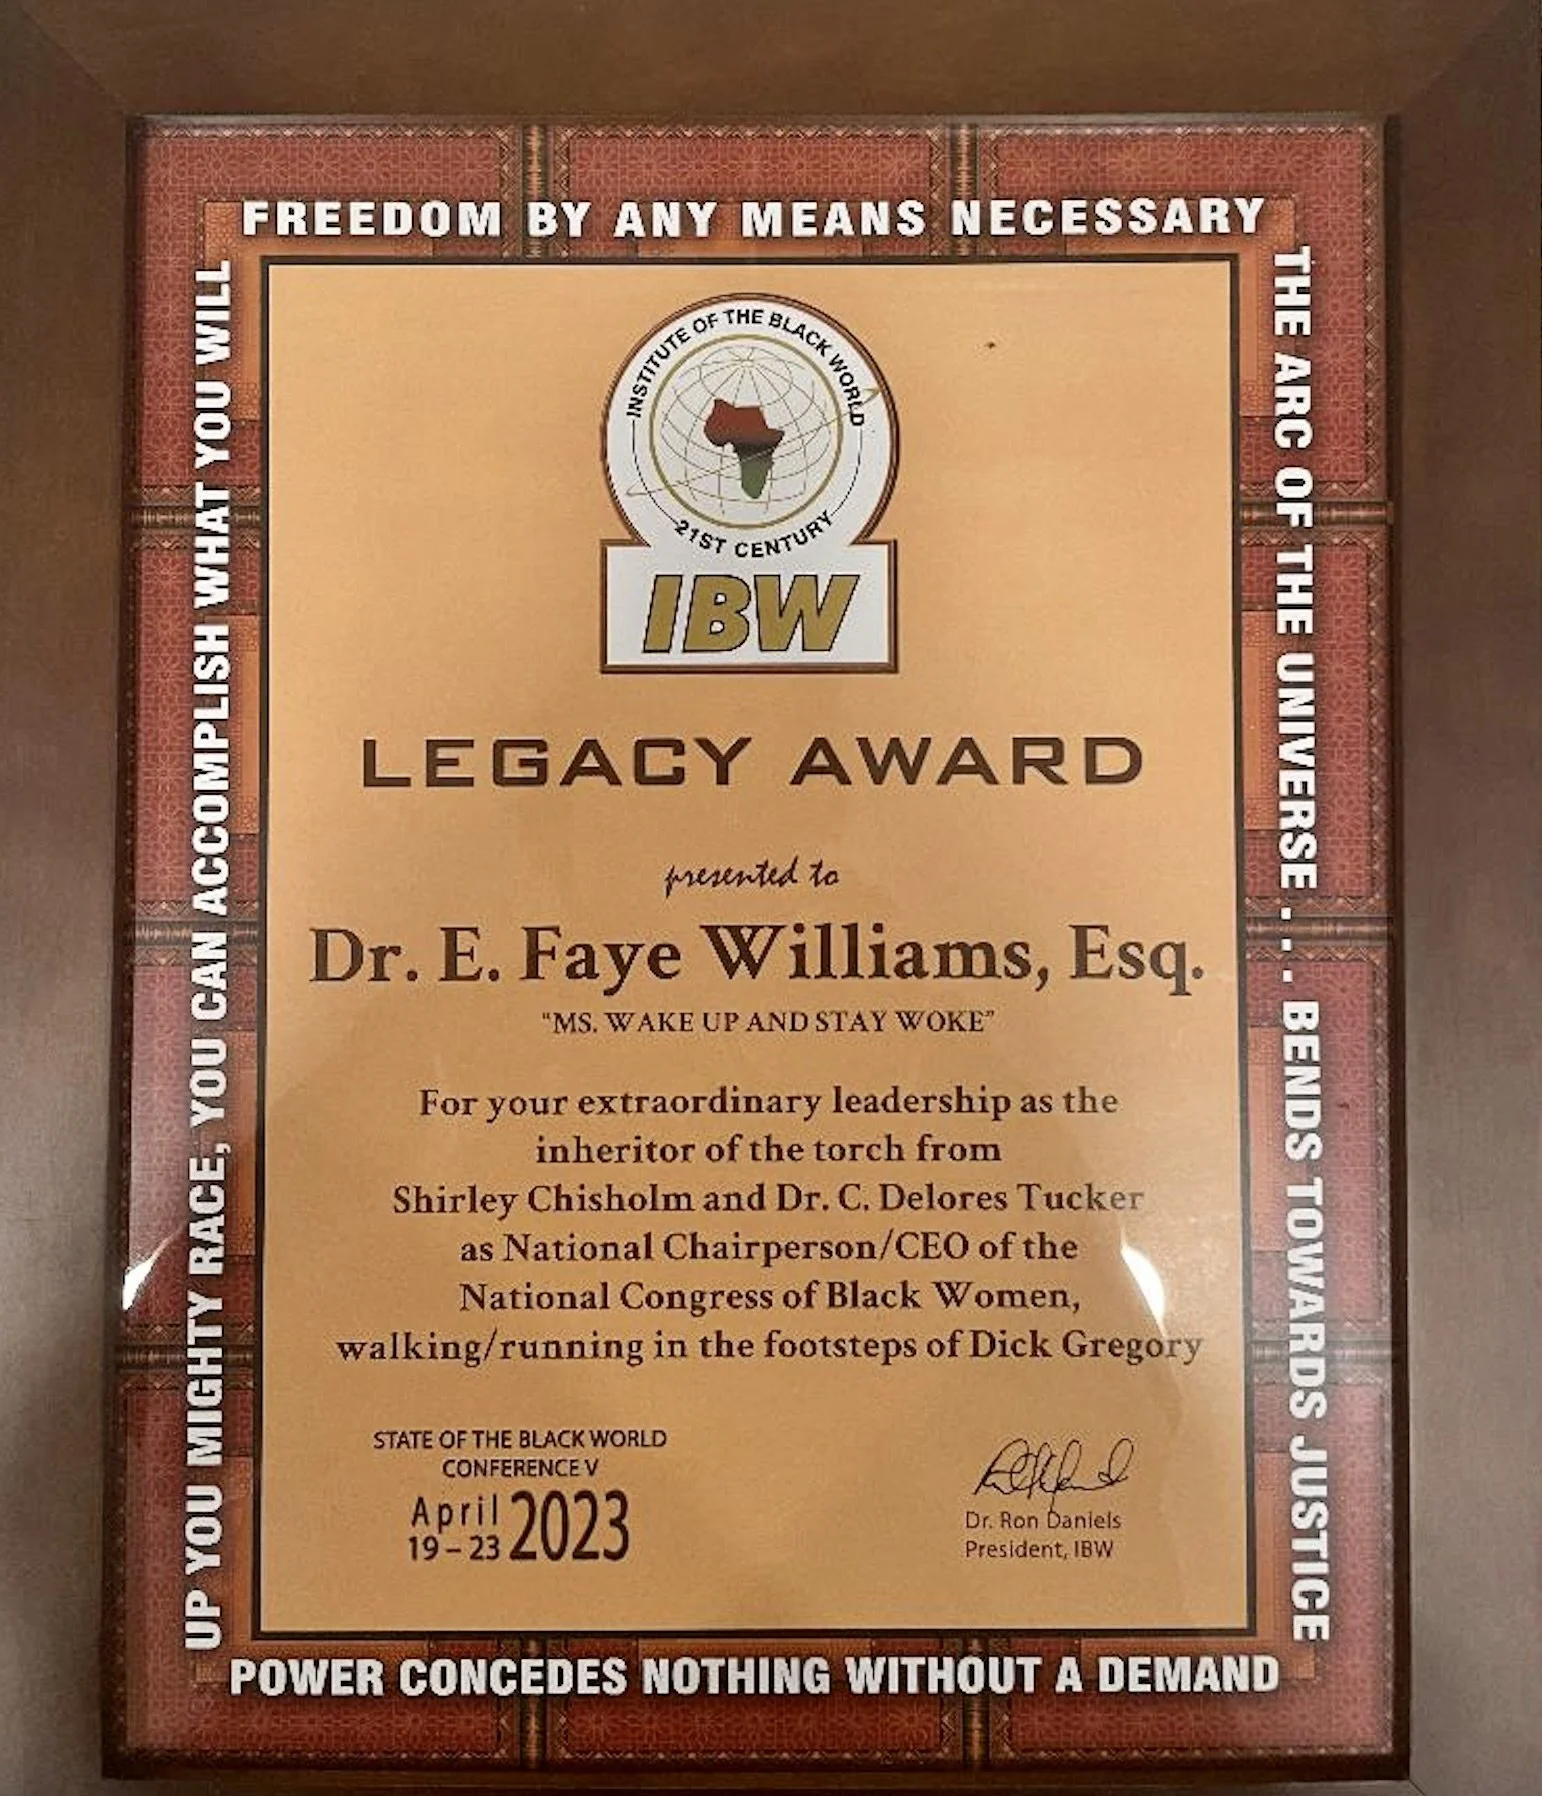 FREEDOM BY ANY MEANS NECESSARY
UP YOU MIGHTY RACE, YOU CAN ACCOMPLISH WHAT YOU WILL
THE ARC OF THE UNIVERSE . . . BENDS TOWARDS JUSTICE
INSTITUTE OF THE BLACK WORLD
21ST CENTURY
IBW
LEGACY AWARD
presented to
Dr. E. Faye Williams, Esq.
“MS. WAKE UP AND STAY WOKE”
For your extraordinary leadership as the
inheritor of the torch from
Shirley Chisholm and Dr. C. Delores Tucker
as National Chairperson/CEO of the
National Congress of Black Women,
walking/running in the footsteps of Dick Gregory
STATE OF THE BLACK WORLD
CONFERENCE V
April
19 – 23 2023
Dr. Ron Daniels
President, IBW
POWER CONCEDES NOTHING WITHOUT A DEMAND